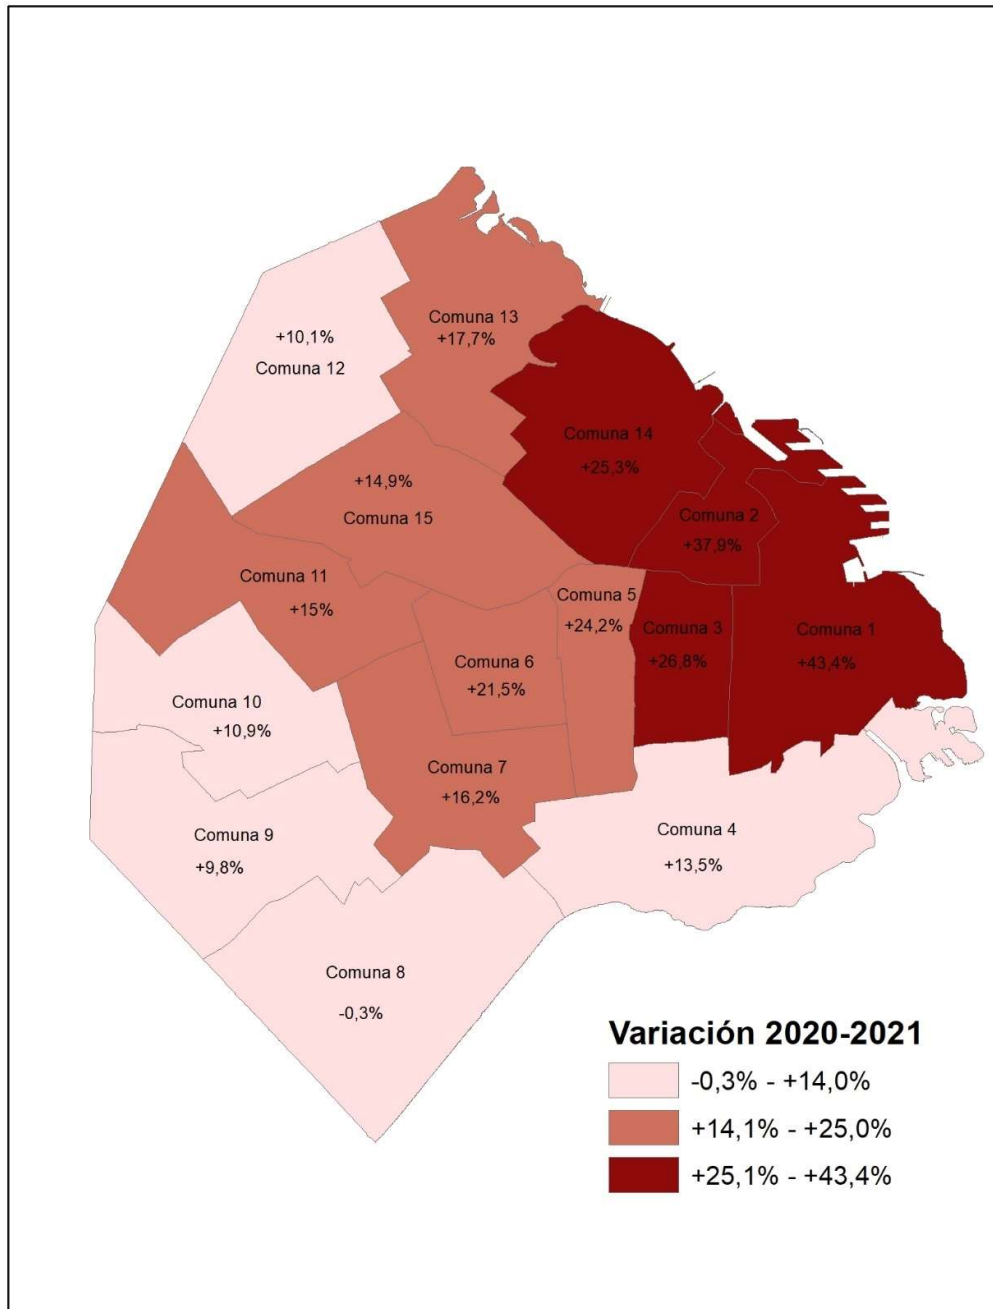 Comuna 13
+17,7%
+10,1%
Comuna 12
Comuna 14
+25,3%
+14,9%
Comuna 15
Comuna 2
+37,9%
Comuna 11
+15%
Comuna 5
+24,2%
Comuna 3
+26,8%
Comuna 1
+43,4%
Comuna 6
+21,5%
Comuna 10
+10,9%
Comuna 7
+16,2%
Comuna 9
+9,8%
Comuna 4
+13,5%
Comuna 8
-0,3%
Variación 2020-2021
-0,3% - +14,0%
+14,1% - +25,0%
+25,1% - +43,4%